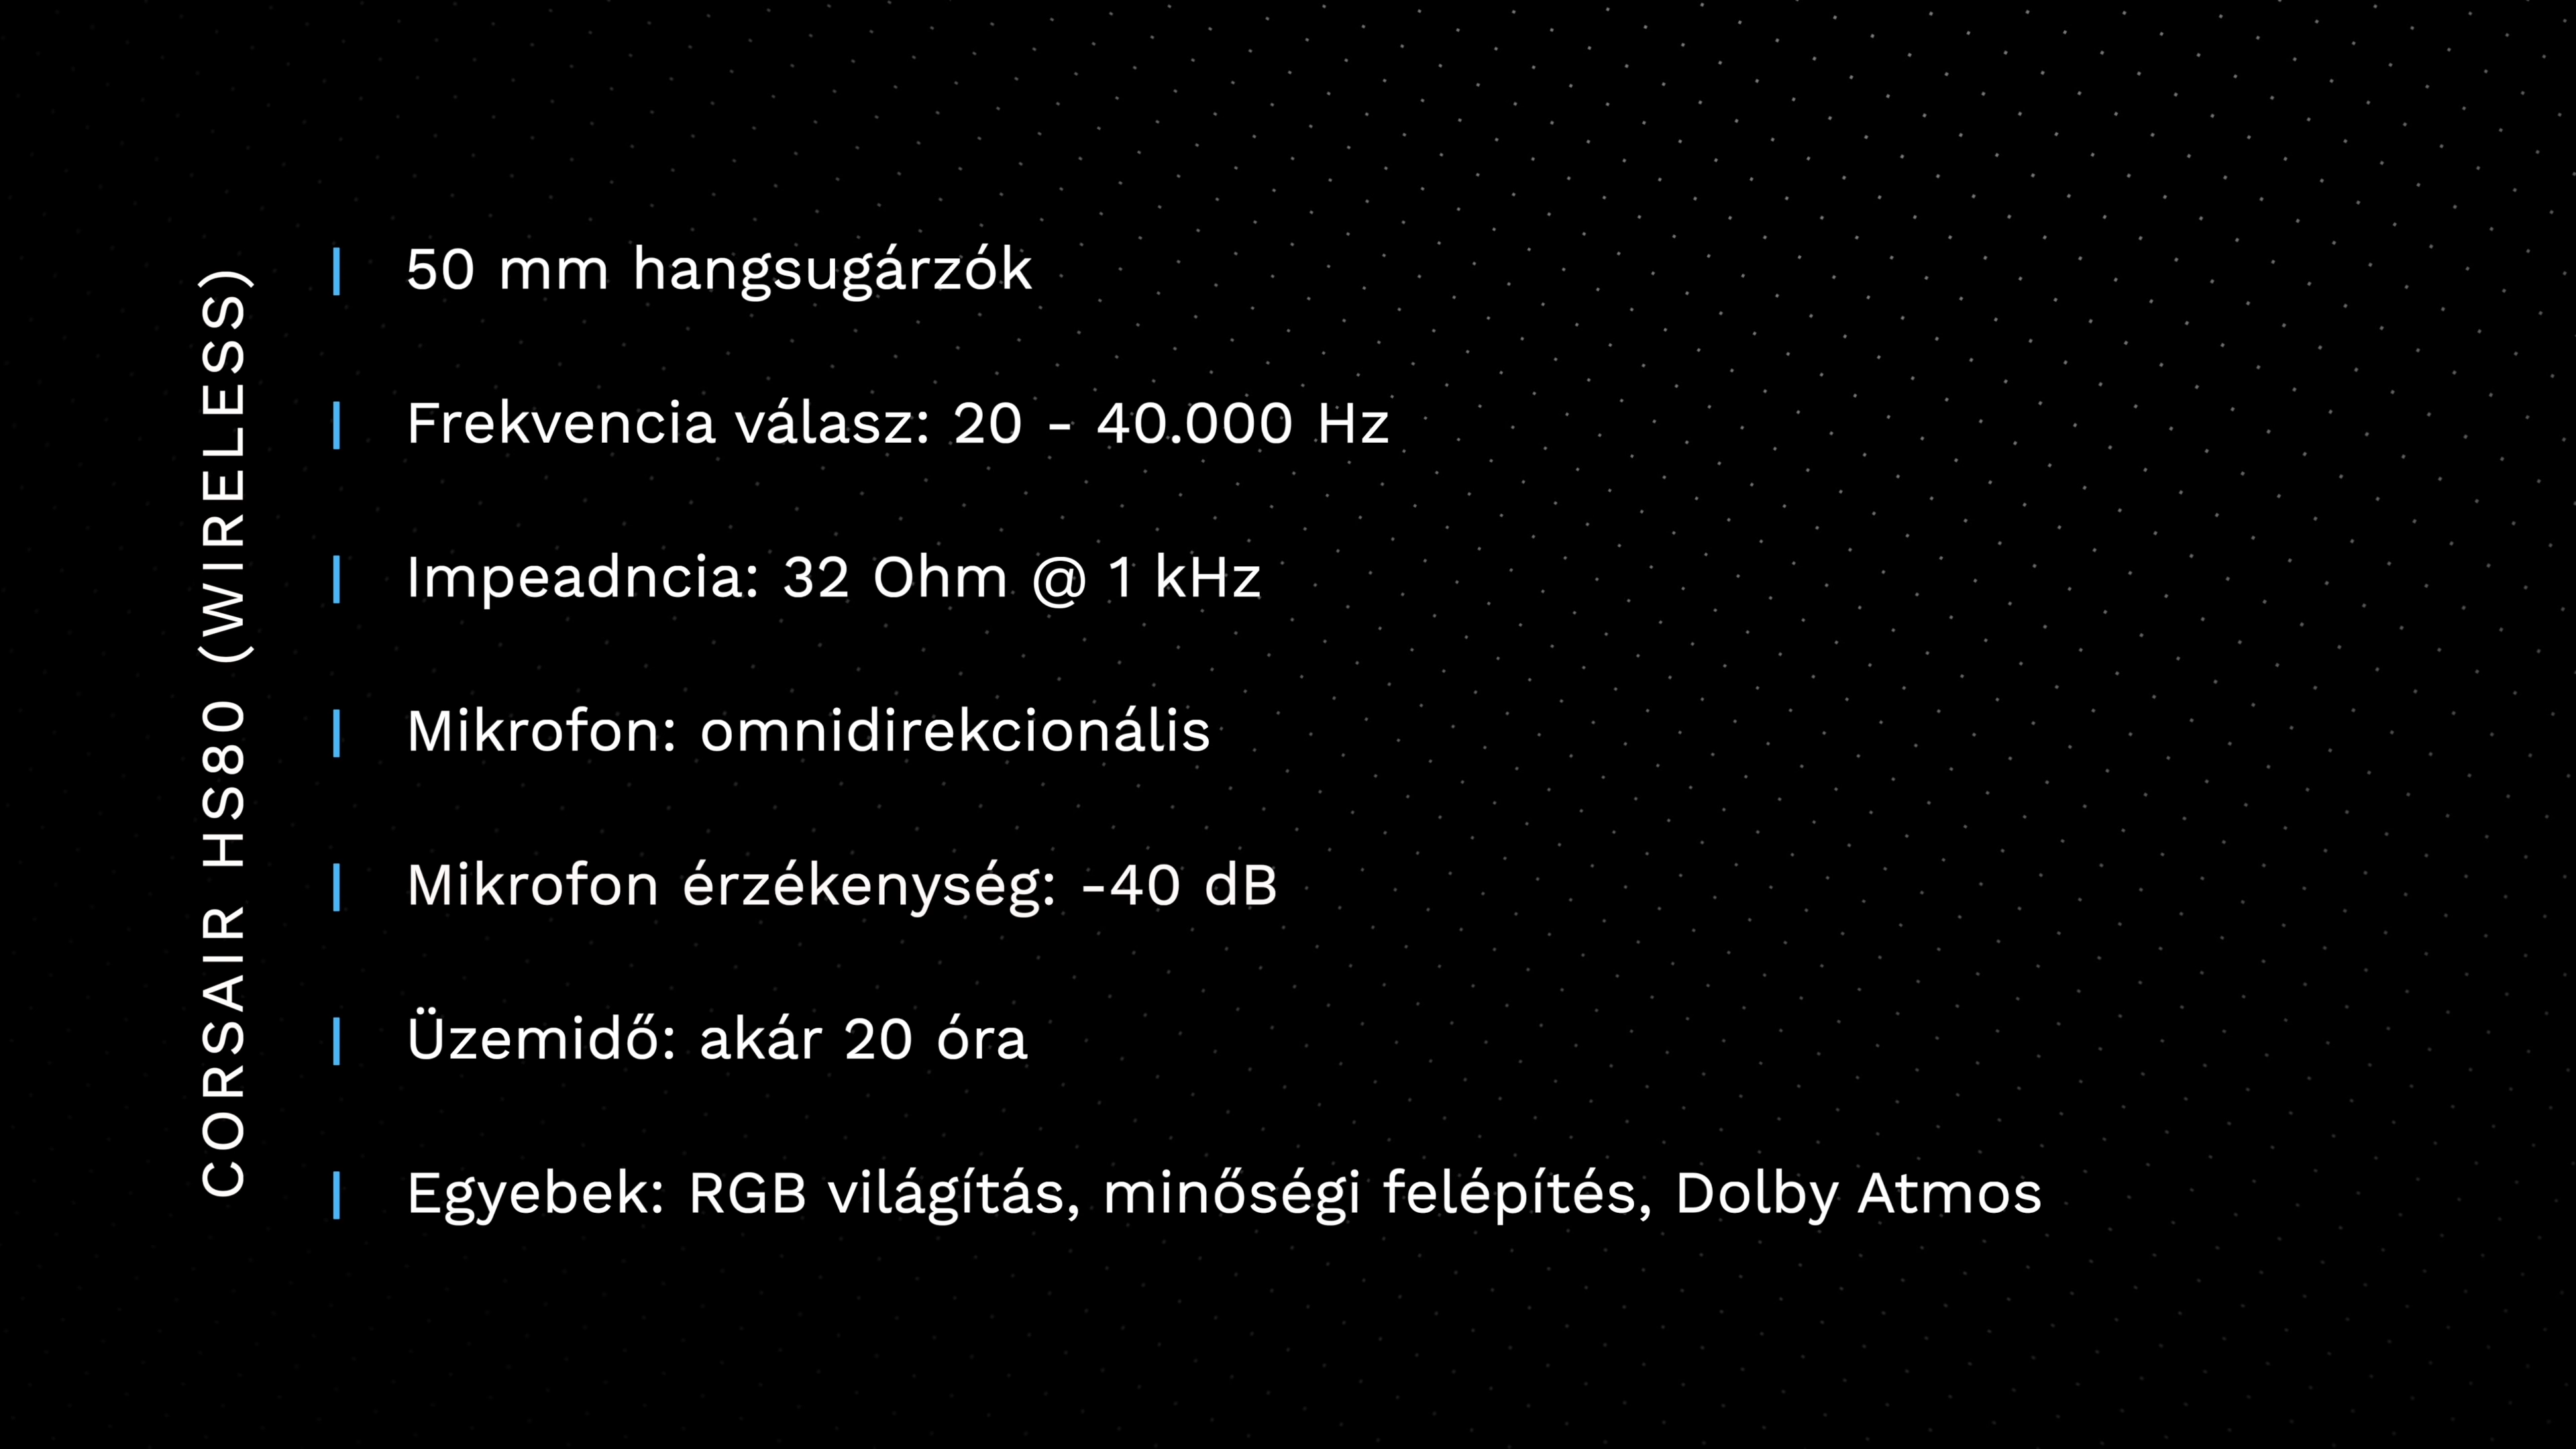 CORSAIR HS80 (WIRELESS)
50 mm hangsugárzók
Frekvencia válasz: 20 - 40.000 Hz
Impeadncia: 32 Ohm @ 1 kHz
Mikrofon: omnidirekcionális
Mikrofon érzékenység: -40 dB
Üzemidő: akár 20 óra
Egyebek: RGB világítás, minőségi felépítés, Dolby Atmos